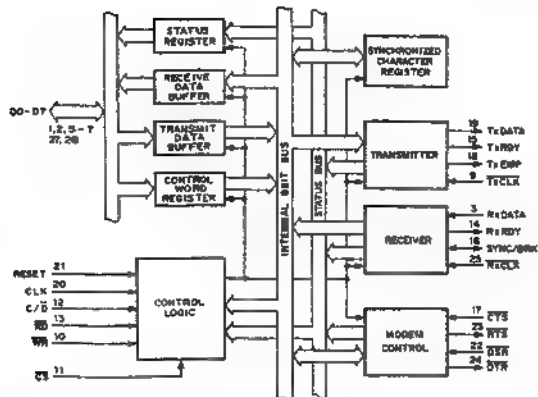 STATUS
REGISTER
RECEIVE
DATA
BUFFER
TRANSMIT
DATA
BUFFER
CONTROL
WORD
REGISTER
D0-D7
1, 2, 5-7
27, 28
INTERNAL 8BIT BUS
STATUS BUS
SYNCHRONIZED
CHARACTER
REGISTER
TRANSMITTER
19 TxDATA
15 TxRDY
18 TxEMP
9 TxCLK
RECEIVER
3 RxDATA
14 RxRDY
16 SYNC/BRK
25 RxCLK
RESET 21
CLK 20
C/D 12
RD 13
WR 10
CS 11
CONTROL
LOGIC
MODEM
CONTROL
17 CTS
23 RTS
22 DSR
24 DTR